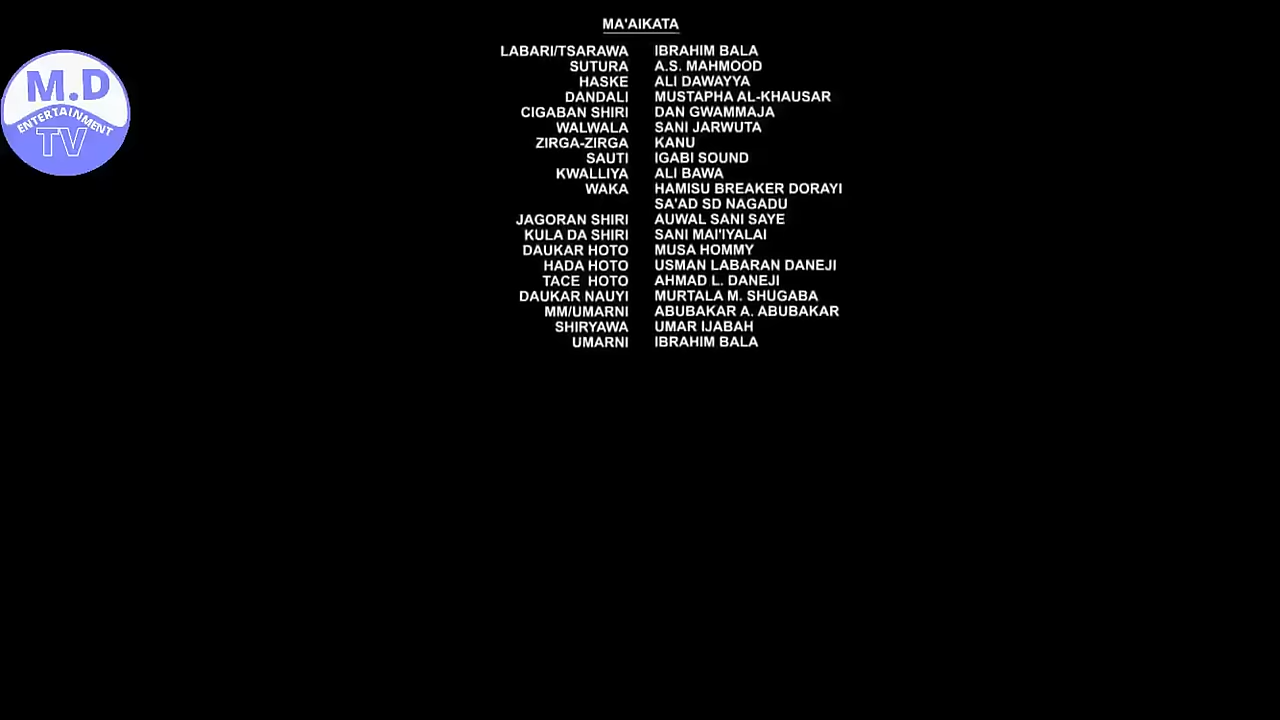 MA'AIKATA
LABARI/TSARAWA IBRAHIM BALA
SUTURA A.S. MAHMOOD
HASKE ALI DAWAYYA
DANDALI MUSTAPHA AL-KHAUSAR
CIGABAN SHIRI DAN GWAMMAJA
WALWALA SANI JARWUTA
ZIRGA-ZIRGA KANU
SAUTI IGABI SOUND
KWALLIYA ALI BAWA
WAKA HAMISU BREAKER DORAYI
SA'AD SD NAGADU
JAGORAN SHIRI AUWAL SANI SAYE
KULA DA SHIRI SANI MAI'IYALAI
DAUKAR HOTO MUSA HOMMY
HADA HOTO USMAN LABARAN DANEJI
TACE HOTO AHMAD L. DANEJI
DAUKAR NAUYI MURTALA M. SHUGABA
MM/UMARNI ABUBAKAR A. ABUBAKAR
SHIRYAWA UMAR IJABAH
UMARNI IBRAHIM BALA
M.D
ENTERTAINMENT
TV